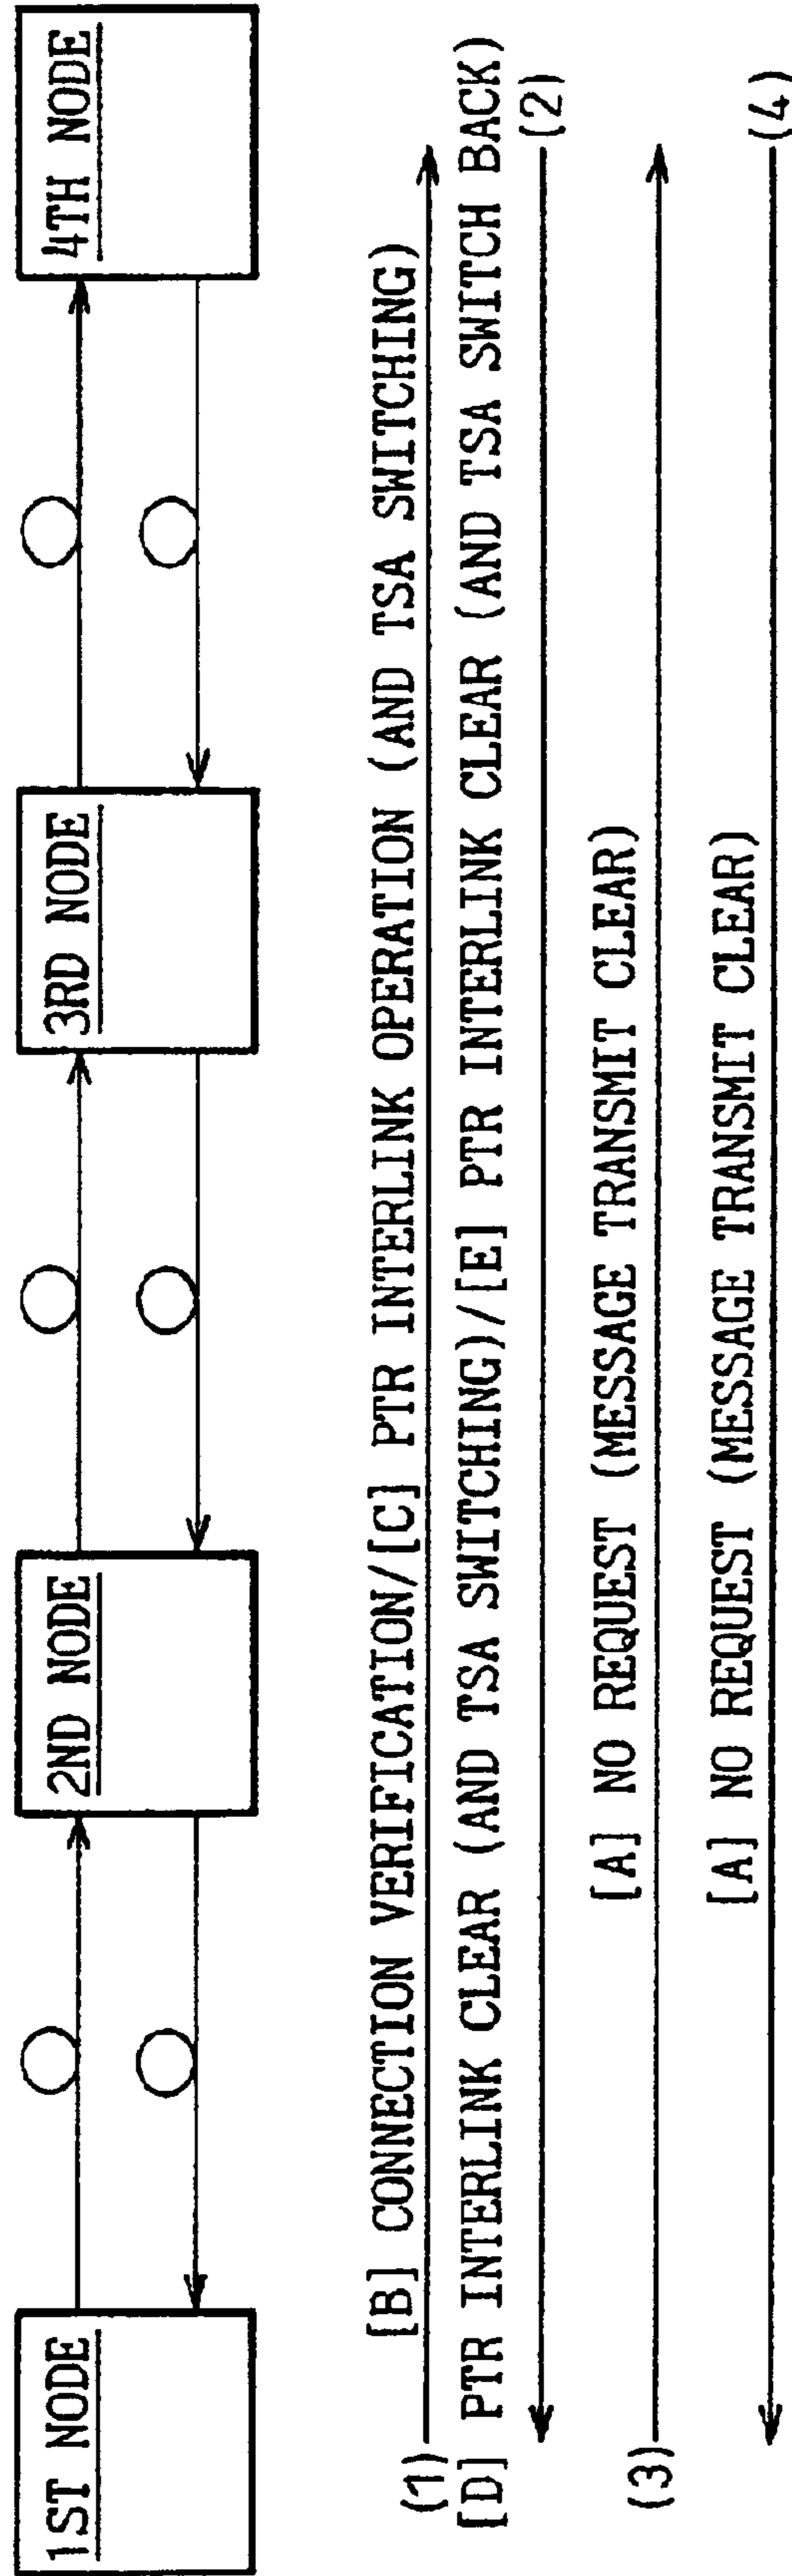 1ST NODE
2ND NODE
3RD NODE
4TH NODE
[B] CONNECTION VERIFICATION/[C] PTR INTERLINK OPERATION (AND TSA SWITCHING)
(1)
[D] PTR INTERLINK CLEAR (AND TSA SWITCHING)/[E] PTR INTERLINK CLEAR (AND TSA SWITCH BACK)
(2)
[A] NO REQUEST (MESSAGE TRANSMIT CLEAR)
(3)
[A] NO REQUEST (MESSAGE TRANSMIT CLEAR)
(4)